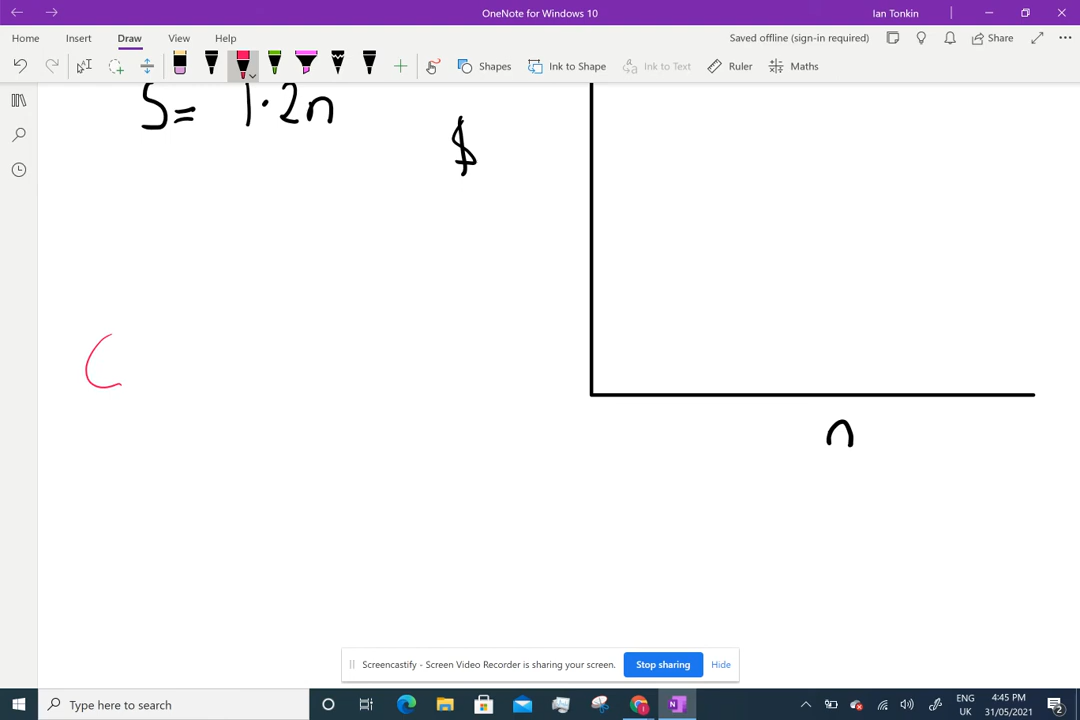 OneNote for Windows 10
Ian Tonkin
Home Insert Draw View Help
Saved offline (sign-in required)
Share
Shapes
Ink to Shape
Ink to Text
Ruler
Maths
S = 1·2n
$
C
n
Screencastify - Screen Video Recorder is sharing your screen.
Stop sharing
Hide
Type here to search
ENG
UK
4:45 PM
31/05/2021
2